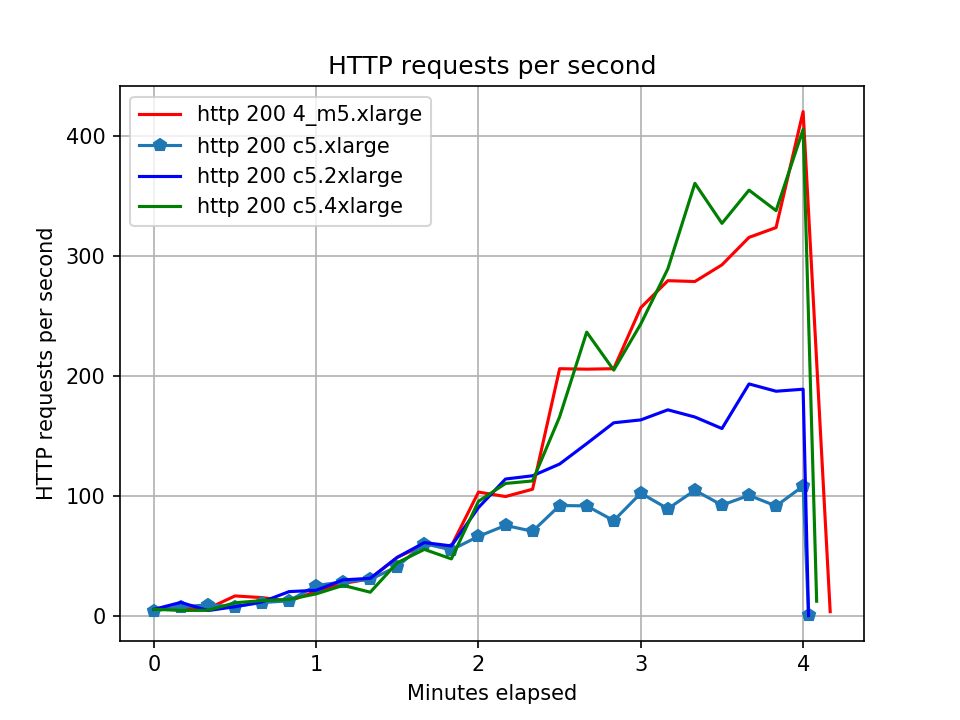 HTTP requests per second
http 200 4_m5.xlarge
http 200 c5.xlarge
http 200 c5.2xlarge
http 200 c5.4xlarge
HTTP requests per second
400
300
200
100
0
0 1 2 3 4
Minutes elapsed